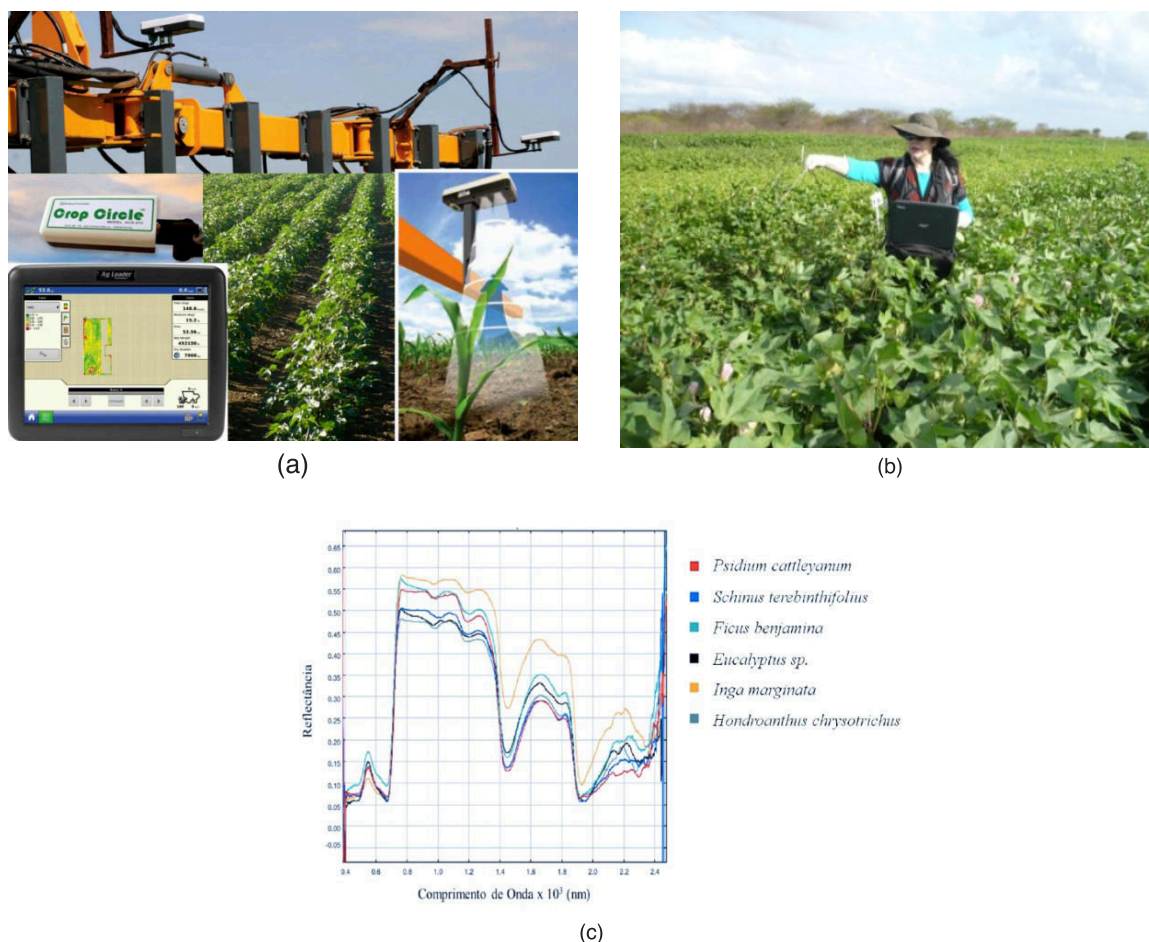 Crop Circle
Ag Leader
(a)
(b)
0.65
0.60
0.55
0.50
0.45
0.40
0.35
0.30
0.25
0.20
0.15
0.10
0.05
0.00
-0.05
Reflectância
0.4 0.6 0.8 1.0 1.2 1.4 1.6 1.8 2.0 2.2 2.4
Comprimento de Onda x 10³ (nm)
Psidium cattleyanum
Schinus terebinthifolius
Ficus benjamina
Eucalyptus sp.
Inga marginata
Hondroanthus chrysotrichus
(c)